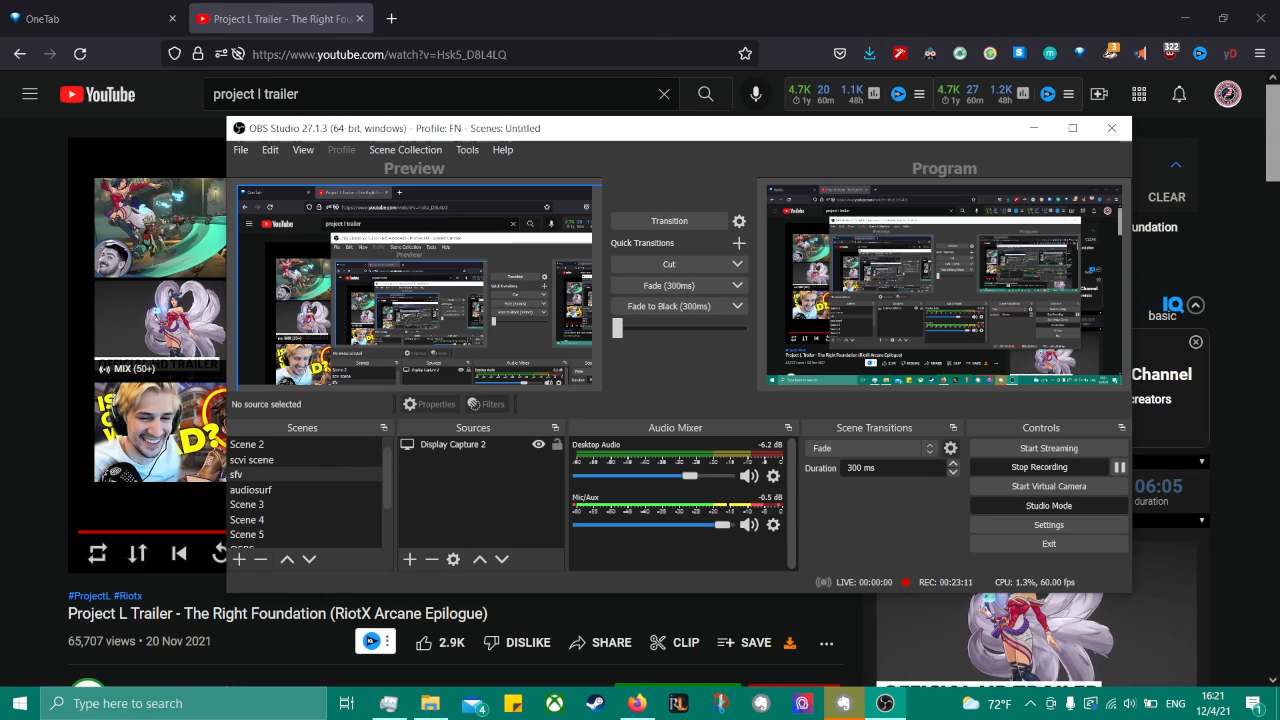 OneTab
Project L Trailer - The Right Fou
https://www.youtube.com/watch?v=Hsk5_D8L4LQ
3
322
yD
YouTube
project l trailer
4.7K 20 1.1K
1y 60m 48h
4.7K 27 1.2K
1y 60m 48h
OBS Studio 27.1.3 (64-bit, windows) - Profile: FN - Scenes: Untitled
File Edit View Profile Scene Collection Tools Help
Preview
Program
CLEAR
undation
Transition
Quick Transitions
Cut
Fade (300ms)
Fade to Black (300ms)
IQ
basic
RIOTX (50+)
Channel
creators
No source selected
Properties
Filters
Scenes
Sources
Audio Mixer
Scene Transitions
Controls
Scene 2
scvi scene
sfv
audiosurf
Scene 3
Scene 4
Scene 5
Display Capture 2
Desktop Audio
-6.2 dB
Mic/Aux
-0.5 dB
Fade
Duration 300 ms
Start Streaming
Stop Recording
Start Virtual Camera
Studio Mode
Settings
Exit
06:05
duration
LIVE: 00:00:00
REC: 00:23:11
CPU: 1.3%, 60.00 fps
#ProjectL #Riotx
Project L Trailer - The Right Foundation (RiotX Arcane Epilogue)
65,707 views • 20 Nov 2021
2.9K
DISLIKE
SHARE
CLIP
SAVE
Type here to search
4
72°F
ENG
16:21
12/4/21
1